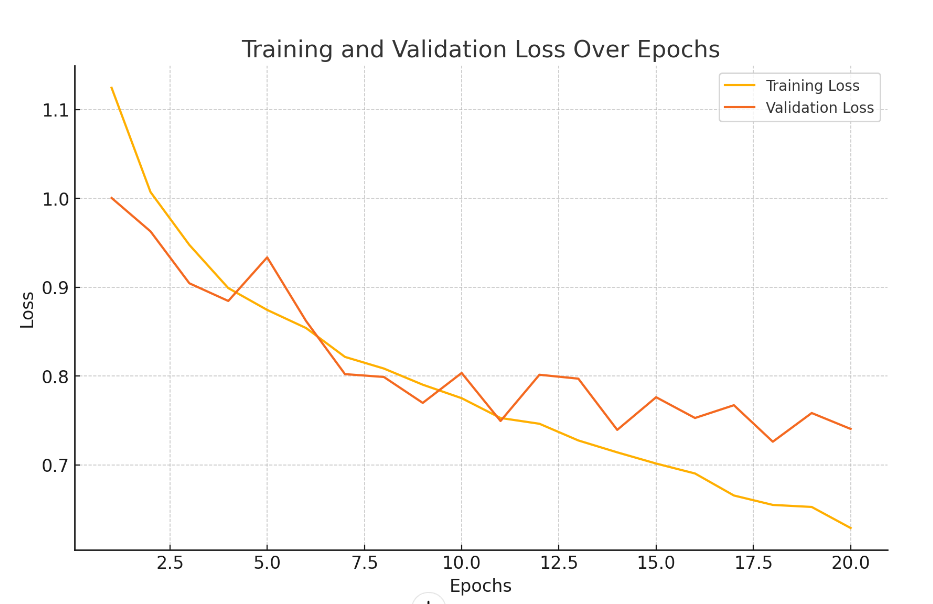 Training and Validation Loss Over Epochs
Training Loss
Validation Loss
1.1
1.0
0.9
0.8
0.7
Loss
2.5 5.0 7.5 10.0 12.5 15.0 17.5 20.0
Epochs